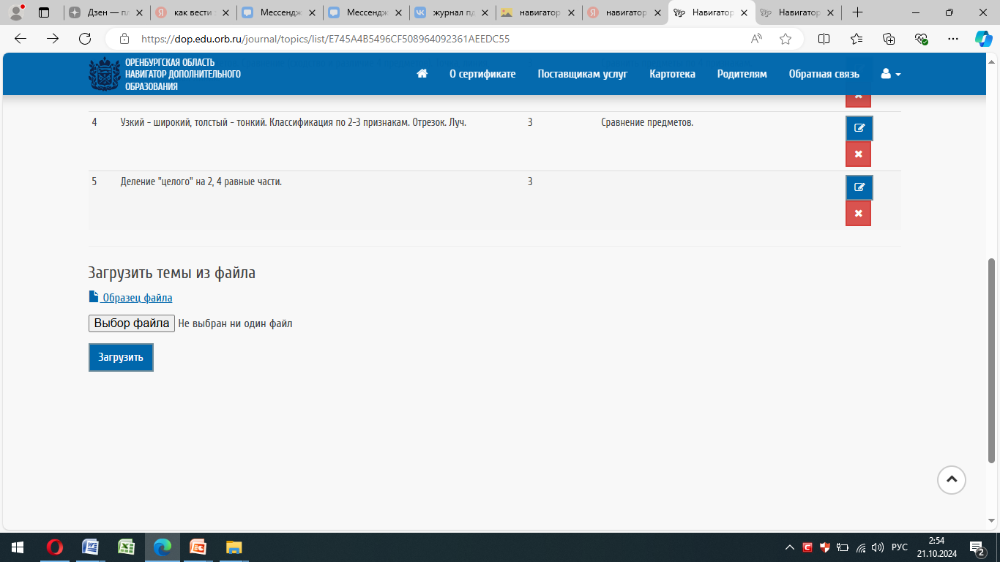 Дзен — пл
как вести
Мессендж
Мессендж
журнал пд
навигатор
навигатор
Навигатор
Навигатор
https://dop.edu.orb.ru/journal/topics/list/E745A4B5496CF508964092361AEEDC55
ОРЕНБУРГСКАЯ ОБЛАСТЬ
НАВИГАТОР ДОПОЛНИТЕЛЬНОГО
ОБРАЗОВАНИЯ
О сертификате
Поставщикам услуг
Картотека
Родителям
Обратная связь
4 Узкий - широкий, толстый - тонкий. Классификация по 2-3 признакам. Отрезок. Луч. 3 Сравнение предметов.
5 Деление "целого" на 2, 4 равные части. 3
Загрузить темы из файла
Образец файла
Выбор файла Не выбран ни один файл
Загрузить
РУС
2:54
21.10.2024
2